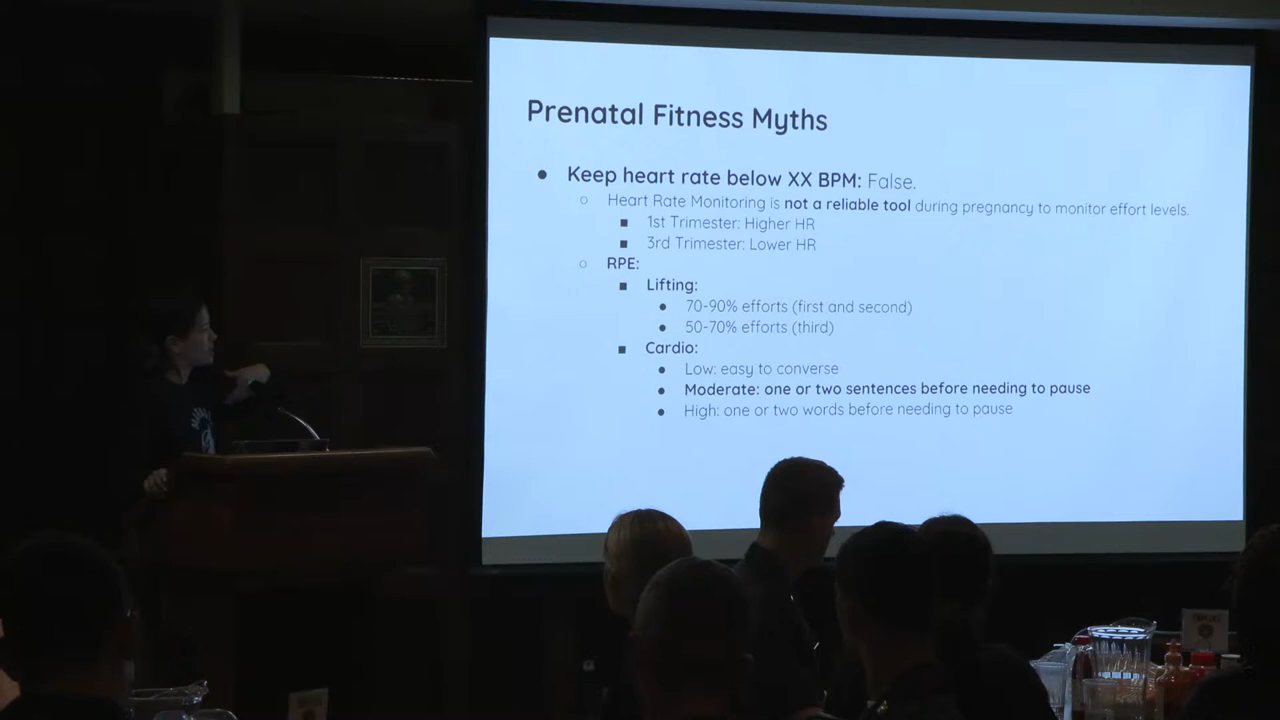 Prenatal Fitness Myths
● Keep heart rate below XX BPM: False.
○ Heart Rate Monitoring is not a reliable tool during pregnancy to monitor effort levels.
■ 1st Trimester: Higher HR
■ 3rd Trimester: Lower HR
○ RPE:
■ Lifting:
● 70-90% efforts (first and second)
● 50-70% efforts (third)
■ Cardio:
● Low: easy to converse
● Moderate: one or two sentences before needing to pause
● High: one or two words before needing to pause